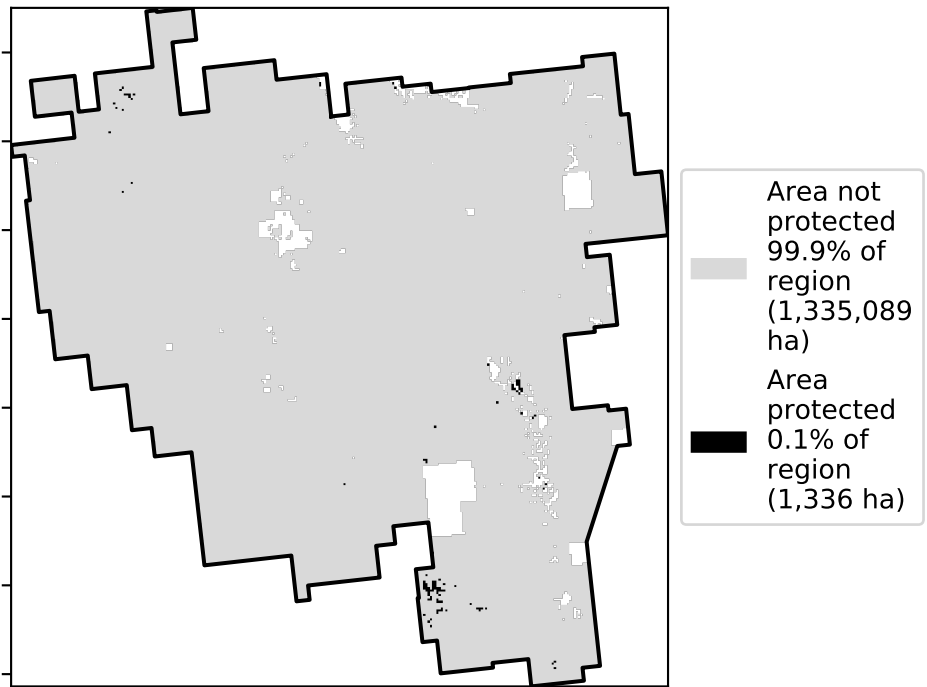 Area not
protected
99.9% of
region
(1,335,089
ha)
Area
protected
0.1% of
region
(1,336 ha)